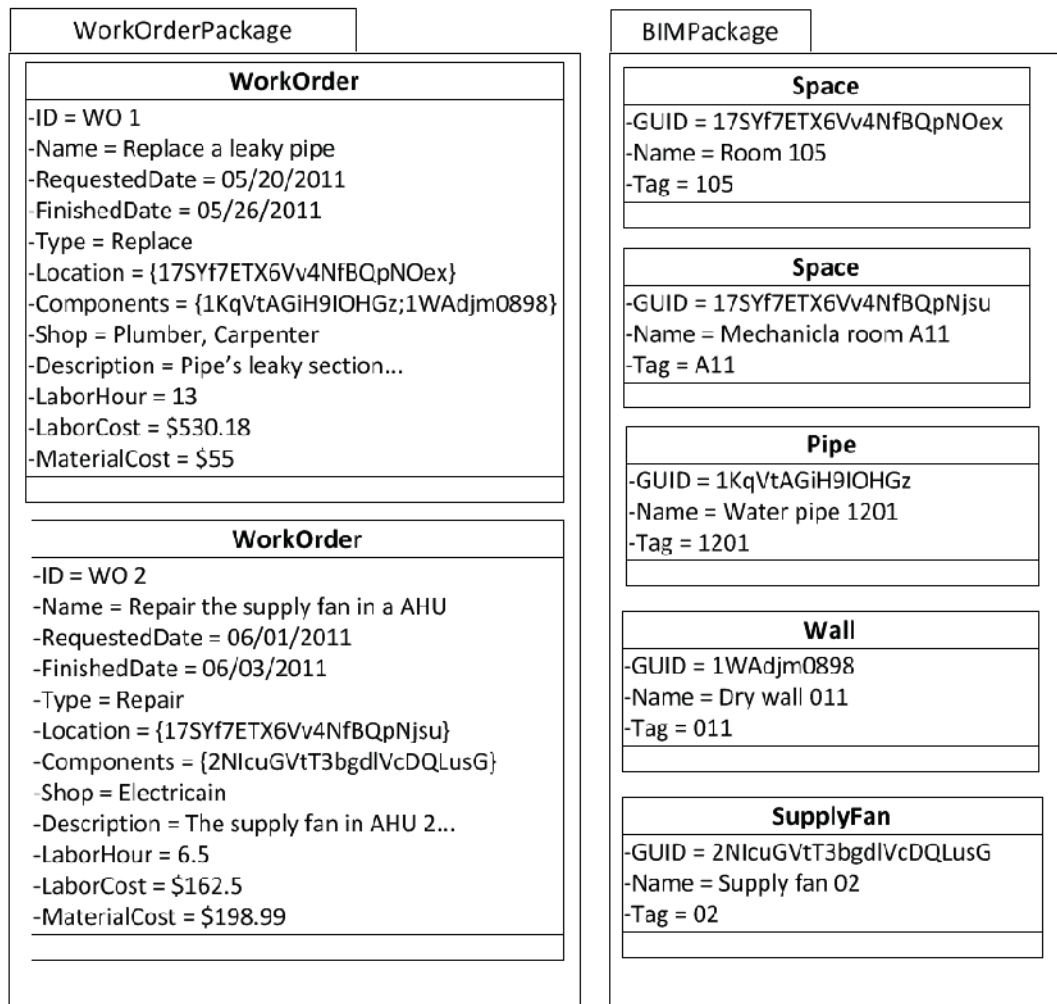 WorkOrderPackage
WorkOrder
-ID = WO 1
-Name = Replace a leaky pipe
-RequestedDate = 05/20/2011
-FinishedDate = 05/26/2011
-Type = Replace
-Location = {17SYf7ETX6Vv4NfBQpNOex}
-Components = {1KqVtAGiH9IOHGz;1WAdjm0898}
-Shop = Plumber, Carpenter
-Description = Pipe's leaky section...
-LaborHour = 13
-LaborCost = $530.18
-MaterialCost = $55
WorkOrder
-ID = WO 2
-Name = Repair the supply fan in a AHU
-RequestedDate = 06/01/2011
-FinishedDate = 06/03/2011
-Type = Repair
-Location = {17SYf7ETX6Vv4NfBQpNjsu}
-Components = {2NIcuGVtT3bgdlVcDQLusG}
-Shop = Electricain
-Description = The supply fan in AHU 2...
-LaborHour = 6.5
-LaborCost = $162.5
-MaterialCost = $198.99
BIMPackage
Space
-GUID = 17SYf7ETX6Vv4NfBQpNOex
-Name = Room 105
-Tag = 105
Space
-GUID = 17SYf7ETX6Vv4NfBQpNjsu
-Name = Mechanicla room A11
-Tag = A11
Pipe
-GUID = 1KqVtAGiH9IOHGz
-Name = Water pipe 1201
-Tag = 1201
Wall
-GUID = 1WAdjm0898
-Name = Dry wall 011
-Tag = 011
SupplyFan
-GUID = 2NIcuGVtT3bgdlVcDQLusG
-Name = Supply fan 02
-Tag = 02